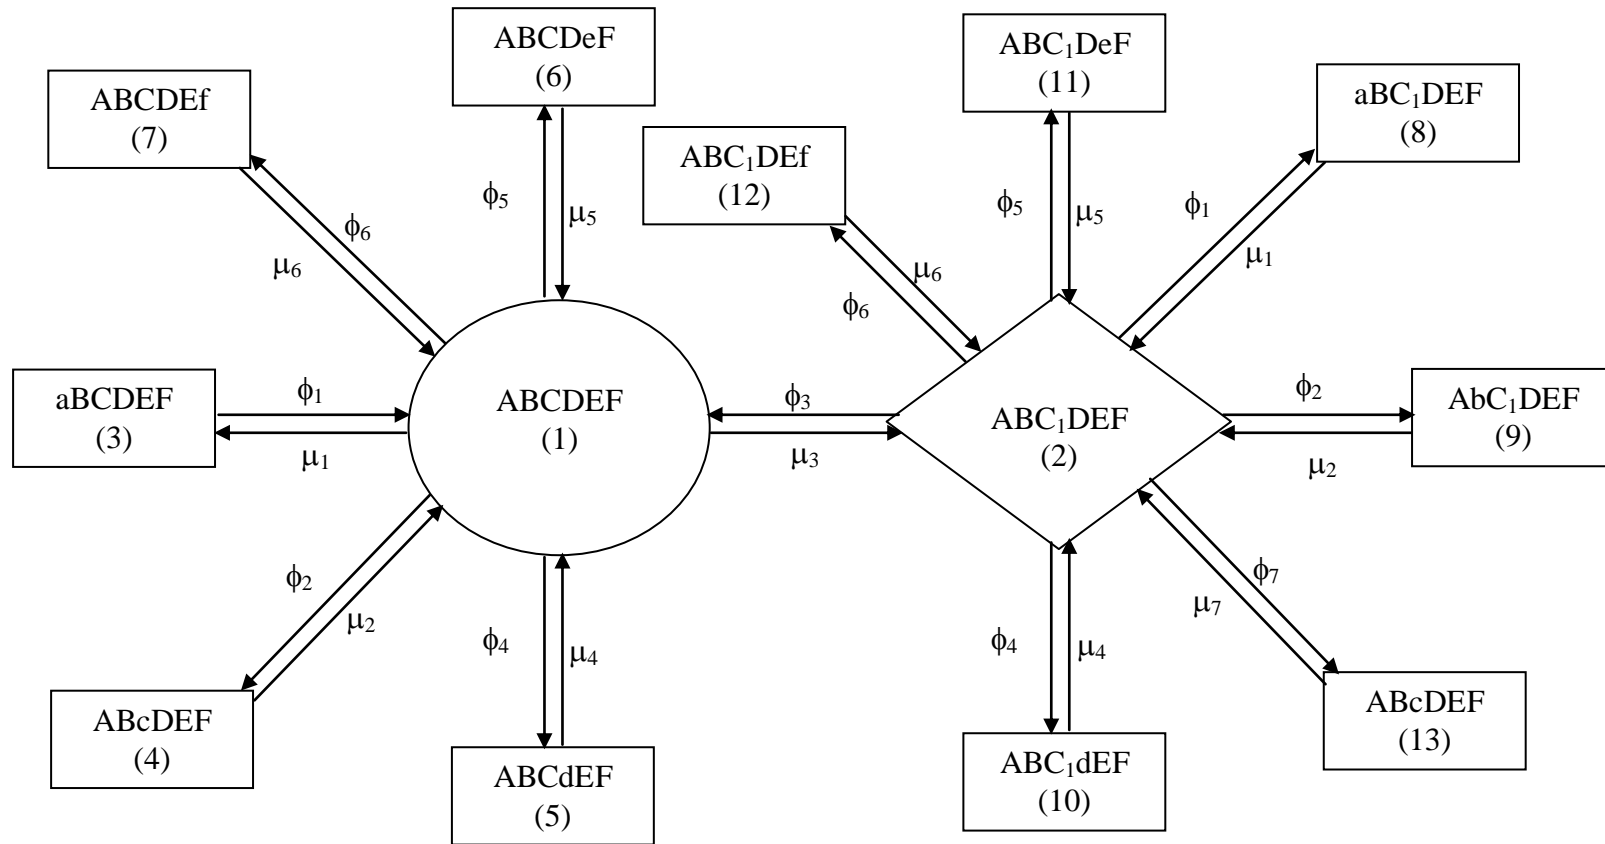 ABCDeF
(6)
ABC₁DeF
(11)
ABCDEf
(7)
aBC₁DEF
(8)
ABC₁DEf
(12)
ϕ₅
μ₅
ϕ₅
μ₅
ϕ₁
μ₁
ϕ₆
μ₆
μ₆
ϕ₆
aBCDEF
(3)
ϕ₁
μ₁
ABCDEF
(1)
ϕ₃
μ₃
ABC₁DEF
(2)
ϕ₂
μ₂
AbC₁DEF
(9)
ϕ₂
μ₂
ϕ₄
μ₄
ϕ₄
μ₄
ϕ₇
μ₇
ABcDEF
(4)
ABCdEF
(5)
ABC₁dEF
(10)
ABcDEF
(13)